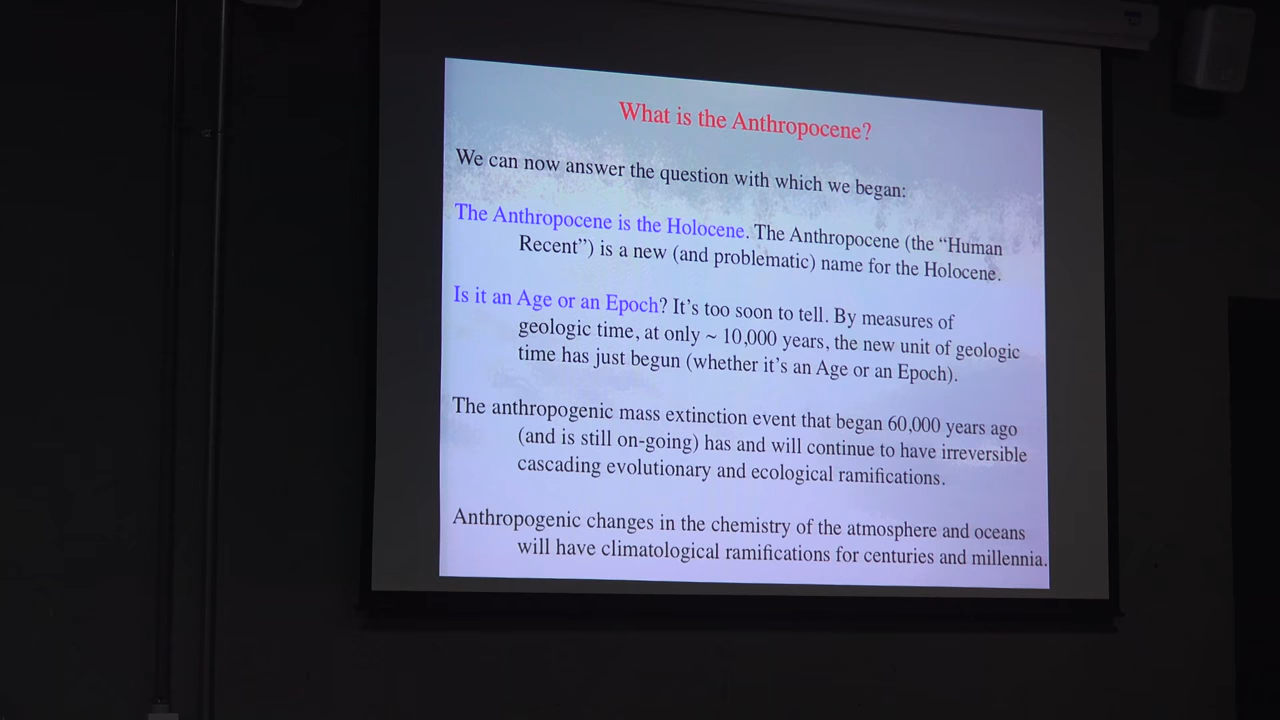 What is the Anthropocene?
We can now answer the question with which we began:
The Anthropocene is the Holocene. The Anthropocene (the “Human
Recent”) is a new (and problematic) name for the Holocene.
Is it an Age or an Epoch? It’s too soon to tell. By measures of
geologic time, at only ~ 10,000 years, the new unit of geologic
time has just begun (whether it’s an Age or an Epoch).
The anthropogenic mass extinction event that began 60,000 years ago
(and is still on-going) has and will continue to have irreversible
cascading evolutionary and ecological ramifications.
Anthropogenic changes in the chemistry of the atmosphere and oceans
will have climatological ramifications for centuries and millennia.